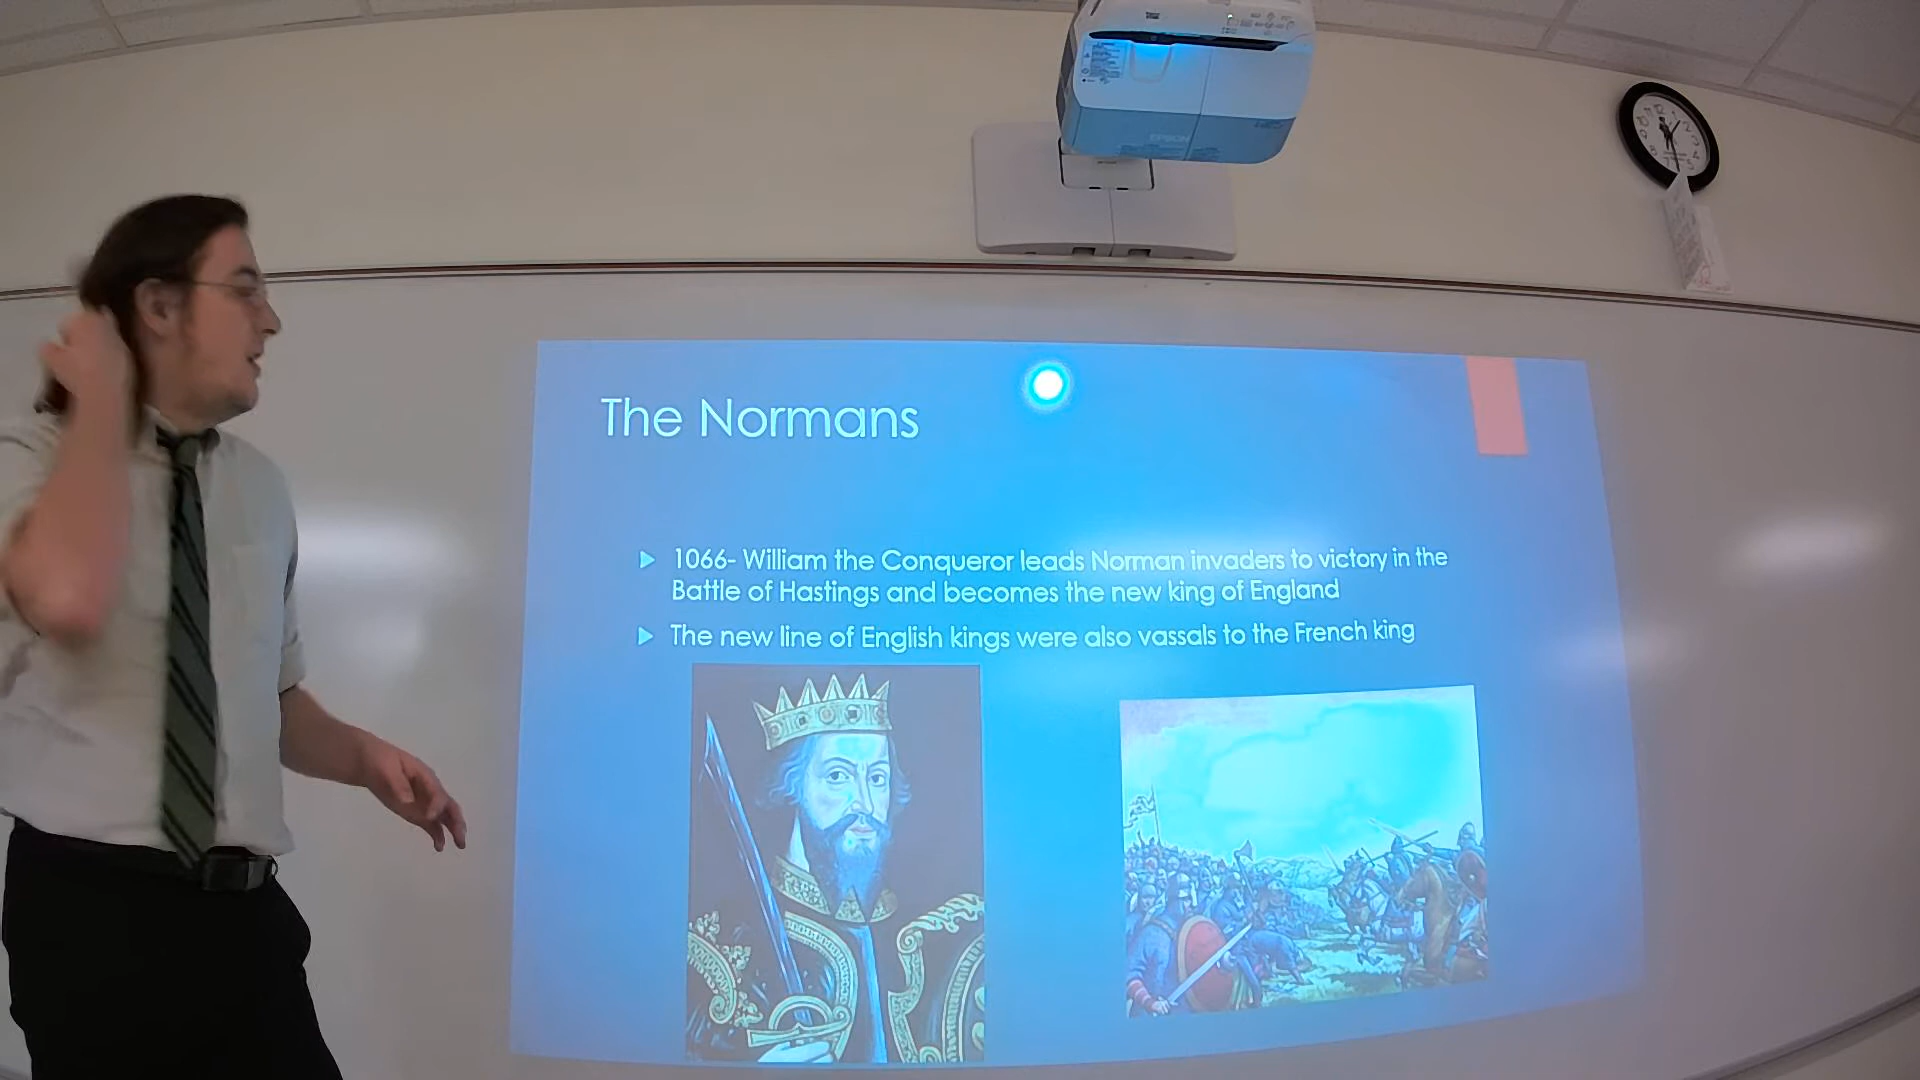 EPSON
The Normans
1066- William the Conqueror leads Norman invaders to victory in the
Battle of Hastings and becomes the new king of England
The new line of English kings were also vassals to the French king